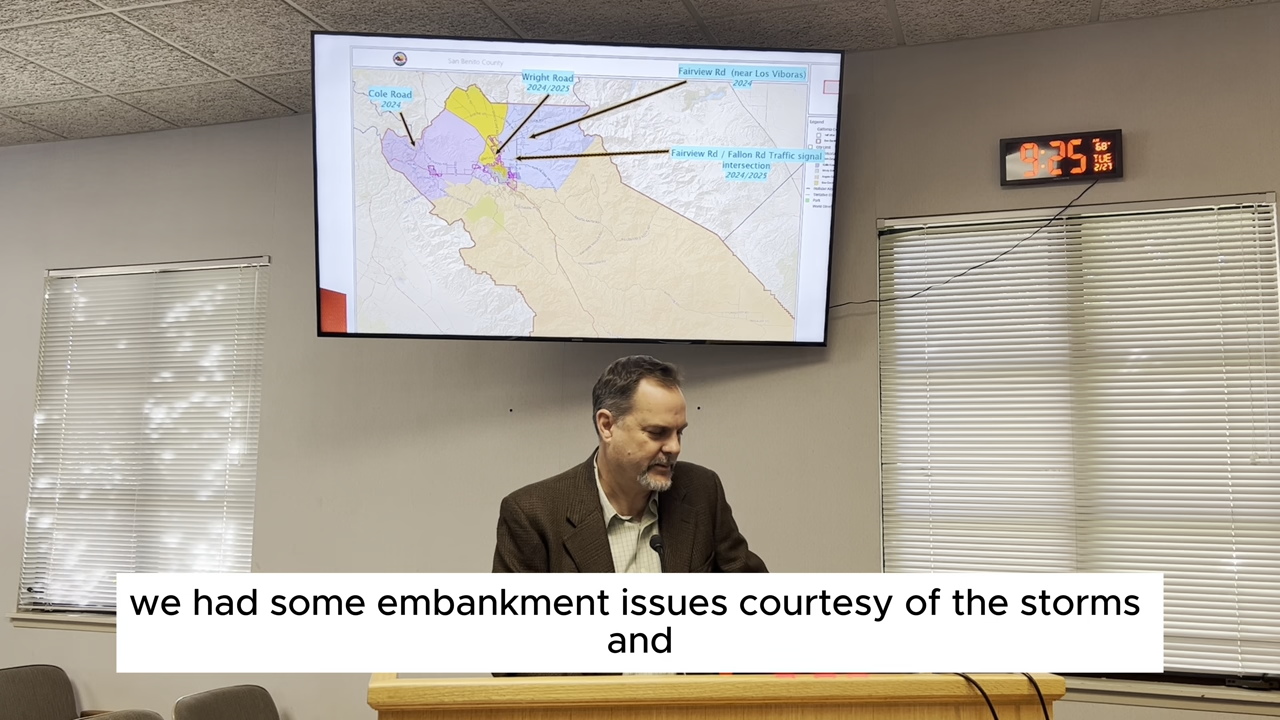 San Benito County
Wright Road
2024/2025
Fairview Rd (near Los Viboras)
2024
Cole Road
2024
Fairview Rd / Fallon Rd Traffic signal
intersection
2024/2025
Legend
9:25
68°
TUE
2/27
we had some embankment issues courtesy of the storms
and